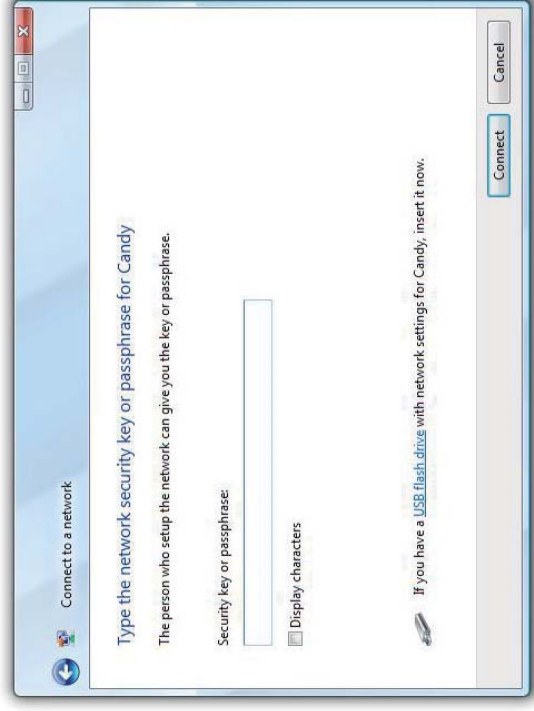 Connect to a network
Type the network security key or passphrase for Candy
The person who setup the network can give you the key or passphrase.
Security key or passphrase:
Display characters
If you have a USB flash drive with network settings for Candy, insert it now.
Connect
Cancel